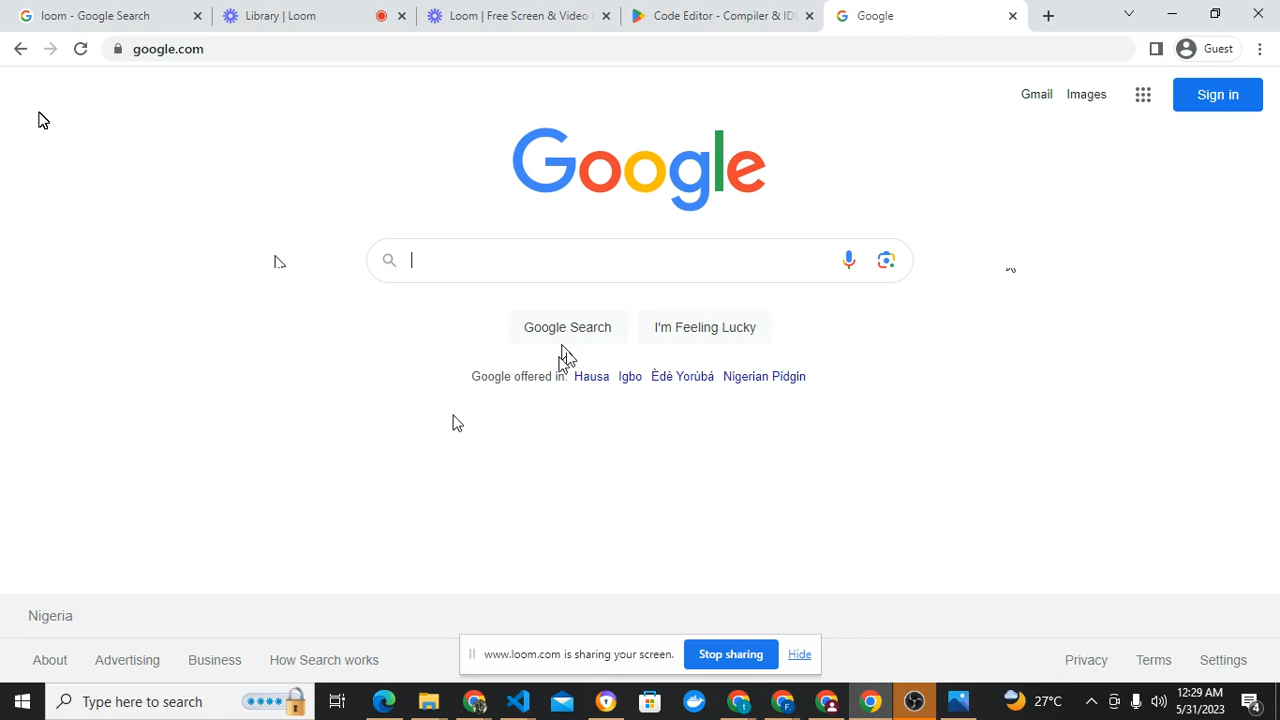 loom - Google Search
Library | Loom
Loom | Free Screen & Video
Code Editor - Compiler & ID
Google
google.com
Guest
Gmail
Images
Sign in
Google
Google Search
I'm Feeling Lucky
Google offered in: Hausa Igbo Èdè Yorùbá Nigerian Pidgin
Nigeria
www.loom.com is sharing your screen.
Stop sharing
Hide
About
Advertising
Business
How Search works
Privacy
Terms
Settings
Type here to search
27°C
12:29 AM
5/31/2023
4